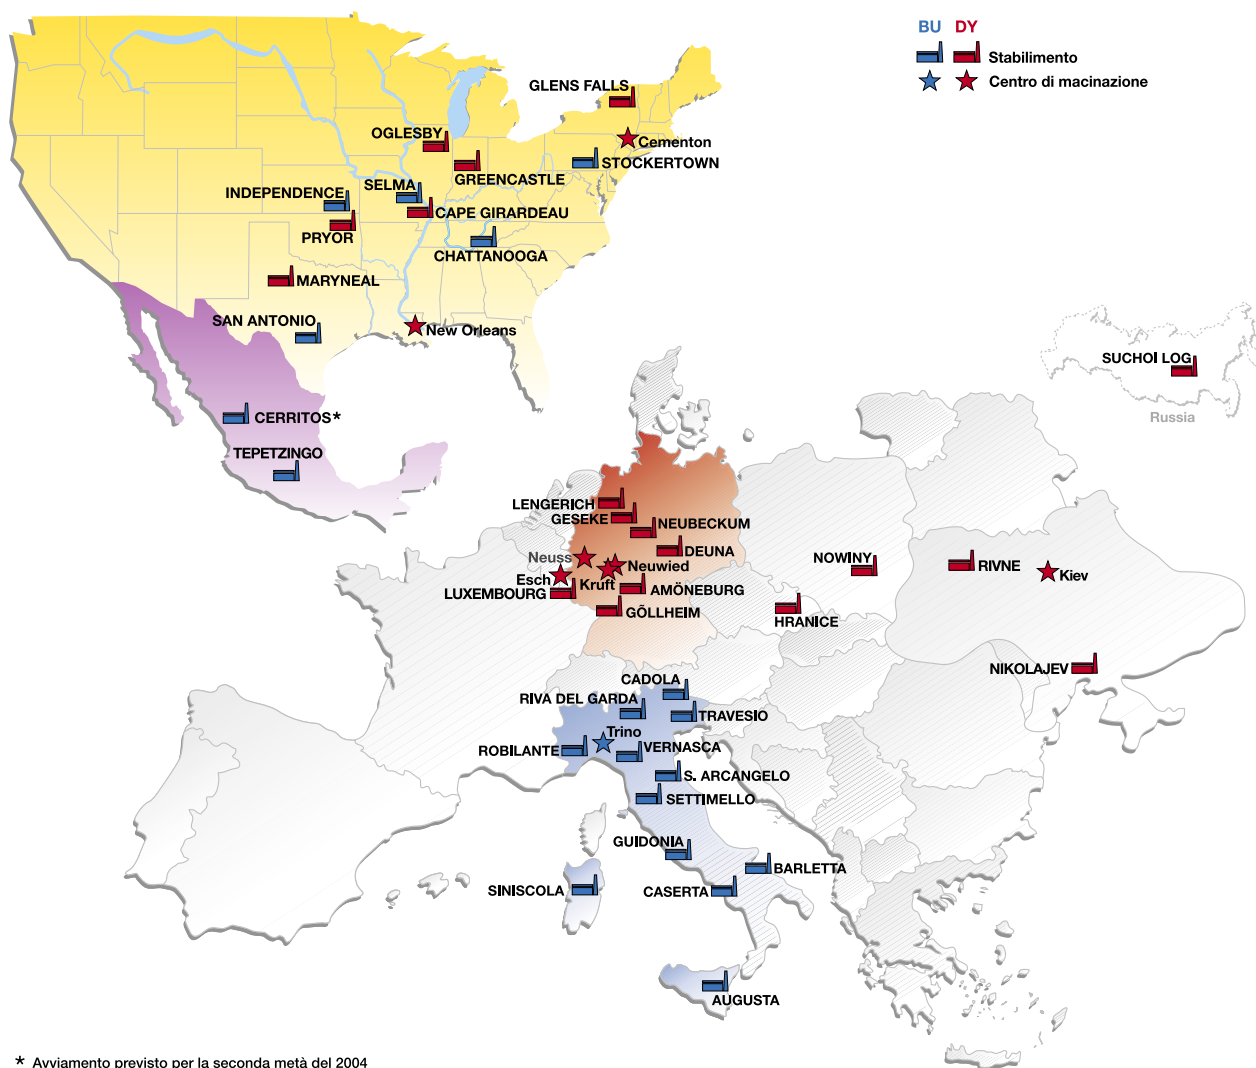 BU DY
Stabilimento
Centro di macinazione
GLENS FALLS
OGLESBY
Cementon
STOCKERTOWN
GREENCASTLE
SELMA
INDEPENDENCE
CAPE GIRARDEAU
PRYOR
CHATTANOOGA
MARYNEAL
SAN ANTONIO
New Orleans
SUCHOÏ LOG
Russia
CERRITOS*
TEPETZINGO
LENGERICH
GESEKE
NEUBECKUM
DEUNA
Neuss
Neuwied
NOWINY
RIVNE
Kiev
Esch
Kruft
LUXEMBOURG
AMÖNEBURG
GÖLLHEIM
HRANICE
NIKOLAJEV
CADOLA
RIVA DEL GARDA
TRAVESIO
Trino
ROBILANTE
VERNASCA
S. ARCANGELO
SETTIMELLO
GUIDONIA
BARLETTA
SINISCOLA
CASERTA
AUGUSTA
* Avviamento previsto per la seconda metà del 2004